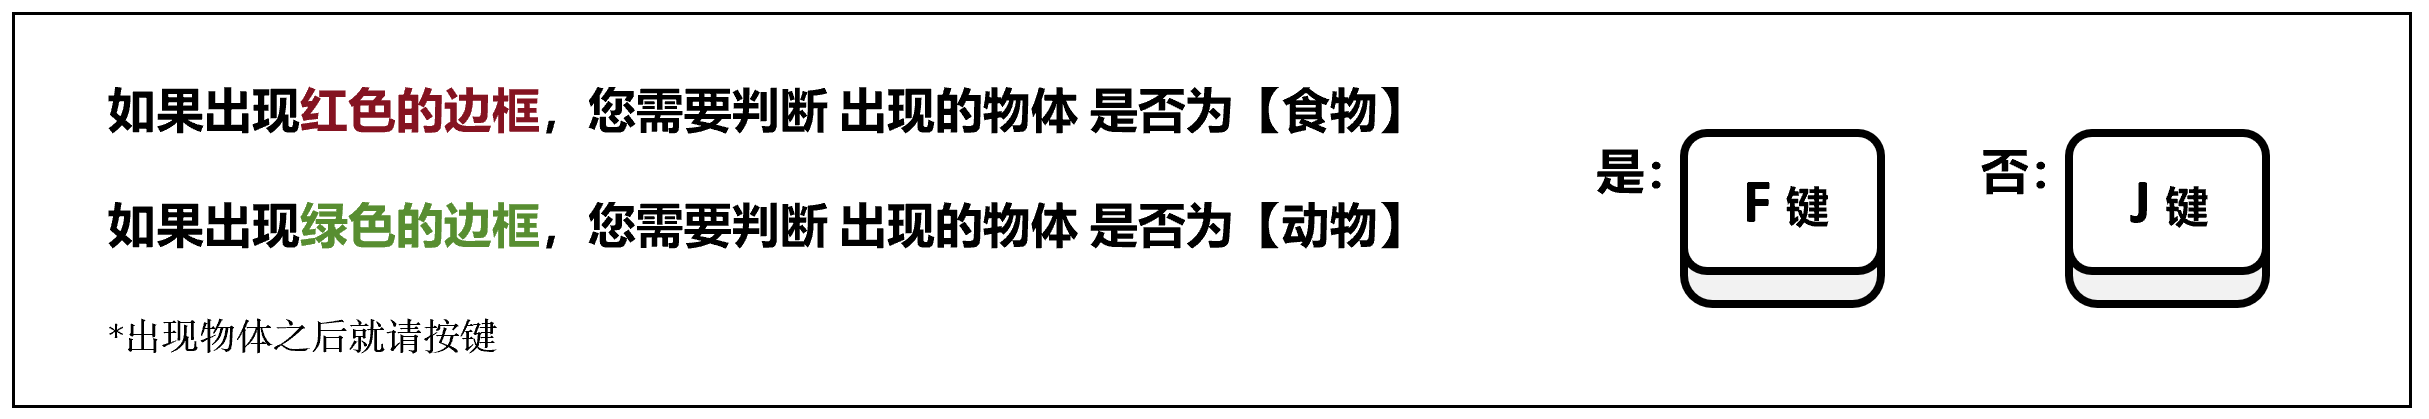 如果出现红色的边框，您需要判断 出现的物体 是否为【食物】
如果出现绿色的边框，您需要判断 出现的物体 是否为【动物】
*出现物体之后就请按键
是：
F 键
否：
J 键